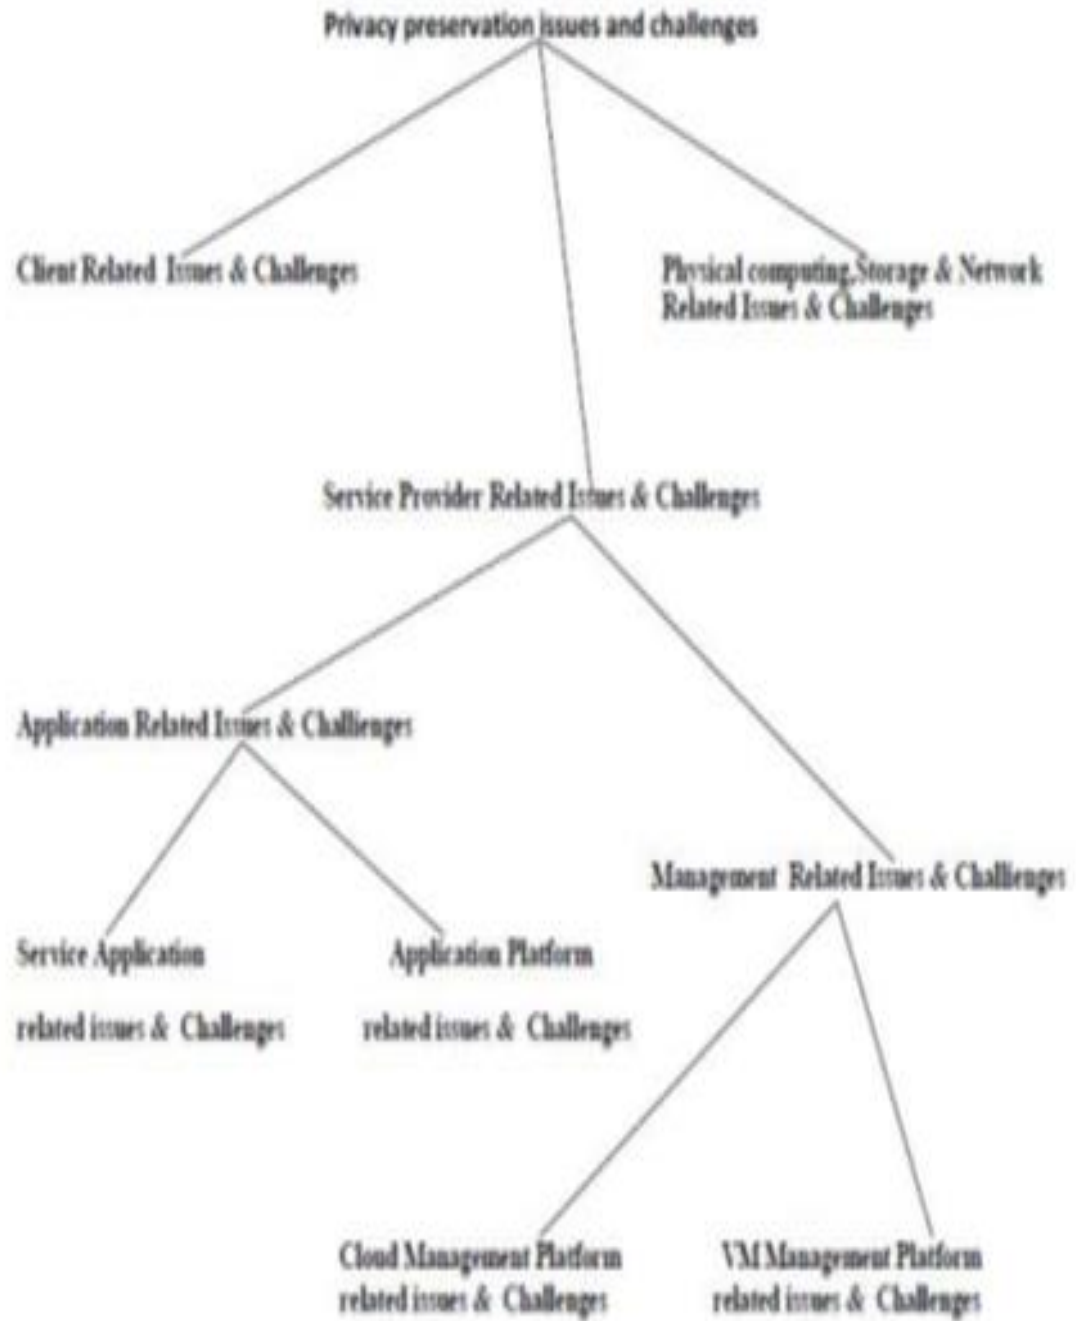 Privacy preservation issues and challenges
Client Related Issues & Challenges
Physical computing,Storage & Network
Related Issues & Challenges
Service Provider Related Issues & Challenges
Application Related Issues & Challienges
Management Related Issues & Challienges
Service Application
related issues & Challenges
Application Platform
related issues & Challenges
Cloud Management Platform
related issues & Challenges
VM Management Platform
related issues & Challenges